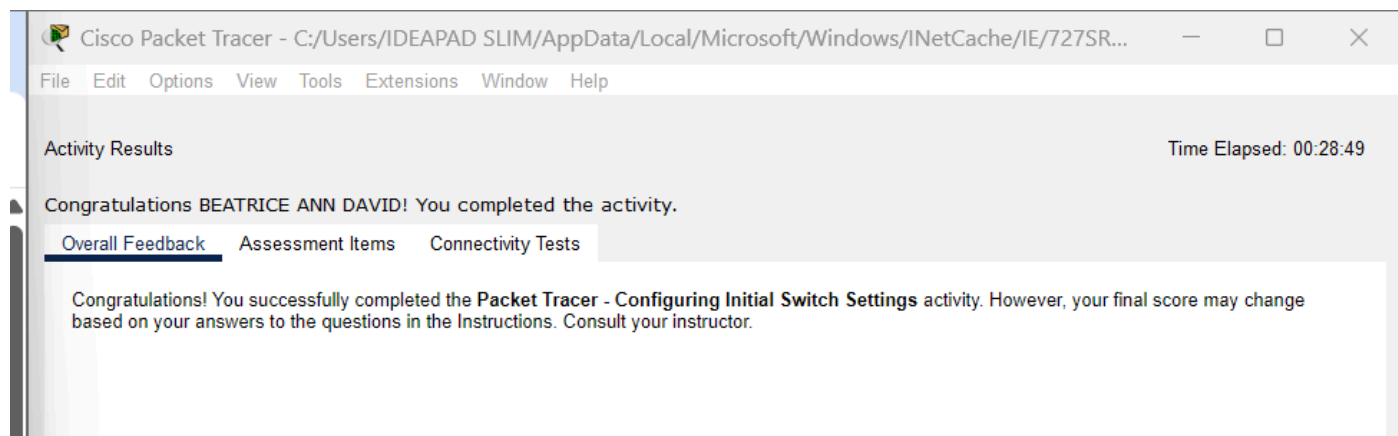 Cisco Packet Tracer - C:/Users/IDEAPAD SLIM/AppData/Local/Microsoft/Windows/INetCache/IE/727SR...
File Edit Options View Tools Extensions Window Help
Activity Results Time Elapsed: 00:28:49
Congratulations BEATRICE ANN DAVID! You completed the activity.
Overall Feedback Assessment Items Connectivity Tests
Congratulations! You successfully completed the Packet Tracer - Configuring Initial Switch Settings activity. However, your final score may change
based on your answers to the questions in the Instructions. Consult your instructor.